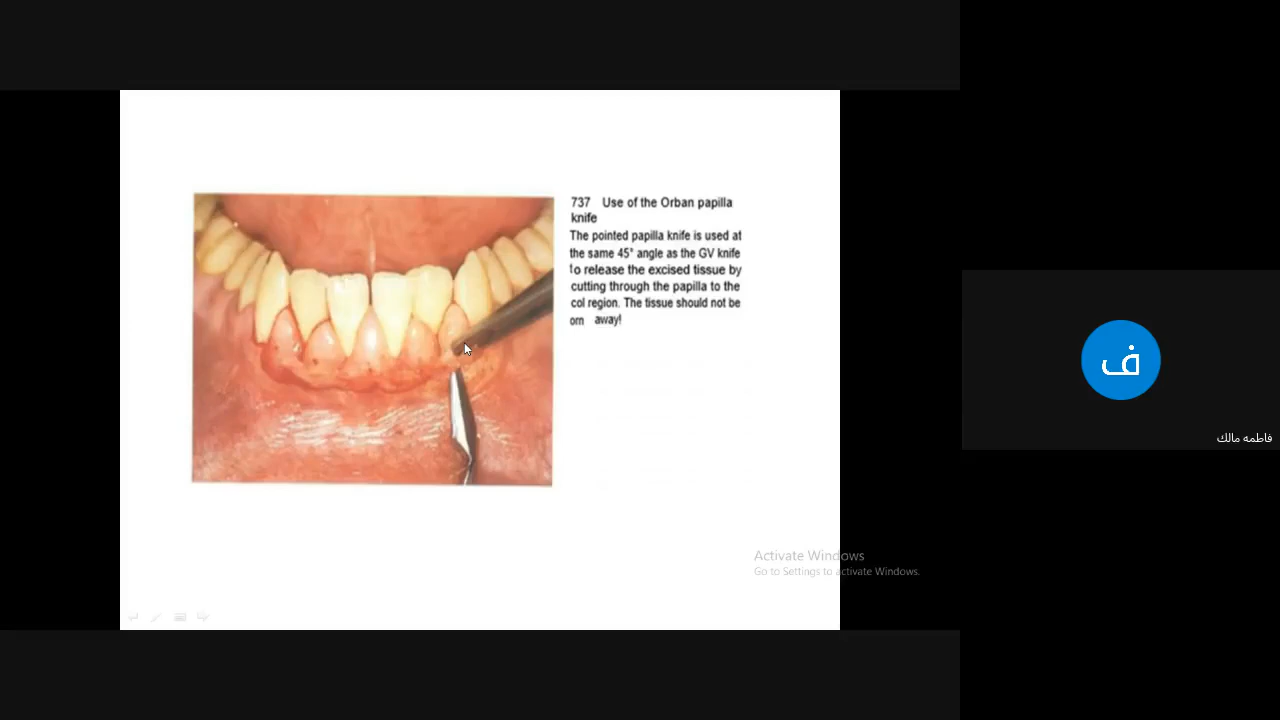 737 Use of the Orban papilla
knife
The pointed papilla knife is used at
the same 45° angle as the GV knife
to release the excised tissue by
cutting through the papilla to the
col region. The tissue should not be
orn away!
ف
فاطمه مالك
Activate Windows
Go to Settings to activate Windows.